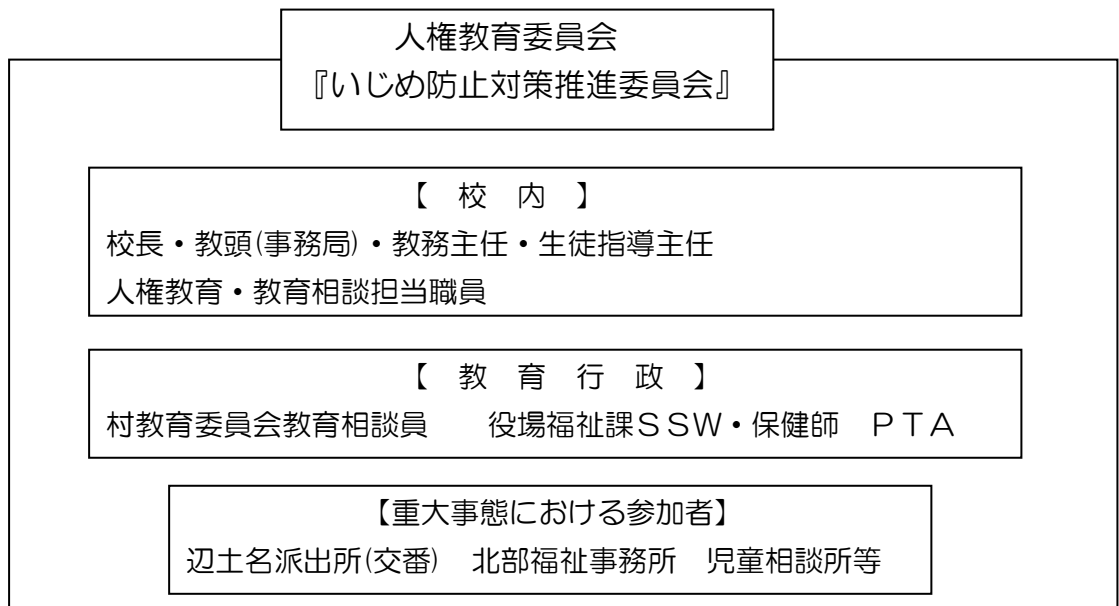 人権教育委員会
『いじめ防止対策推進委員会』
【 校 内 】
校長・教頭(事務局)・教務主任・生徒指導主任
人権教育・教育相談担当職員
【 教 育 行 政 】
村教育委員会教育相談員 役場福祉課SSW・保健師 PTA
【重大事態における参加者】
辺土名派出所(交番) 北部福祉事務所 児童相談所等